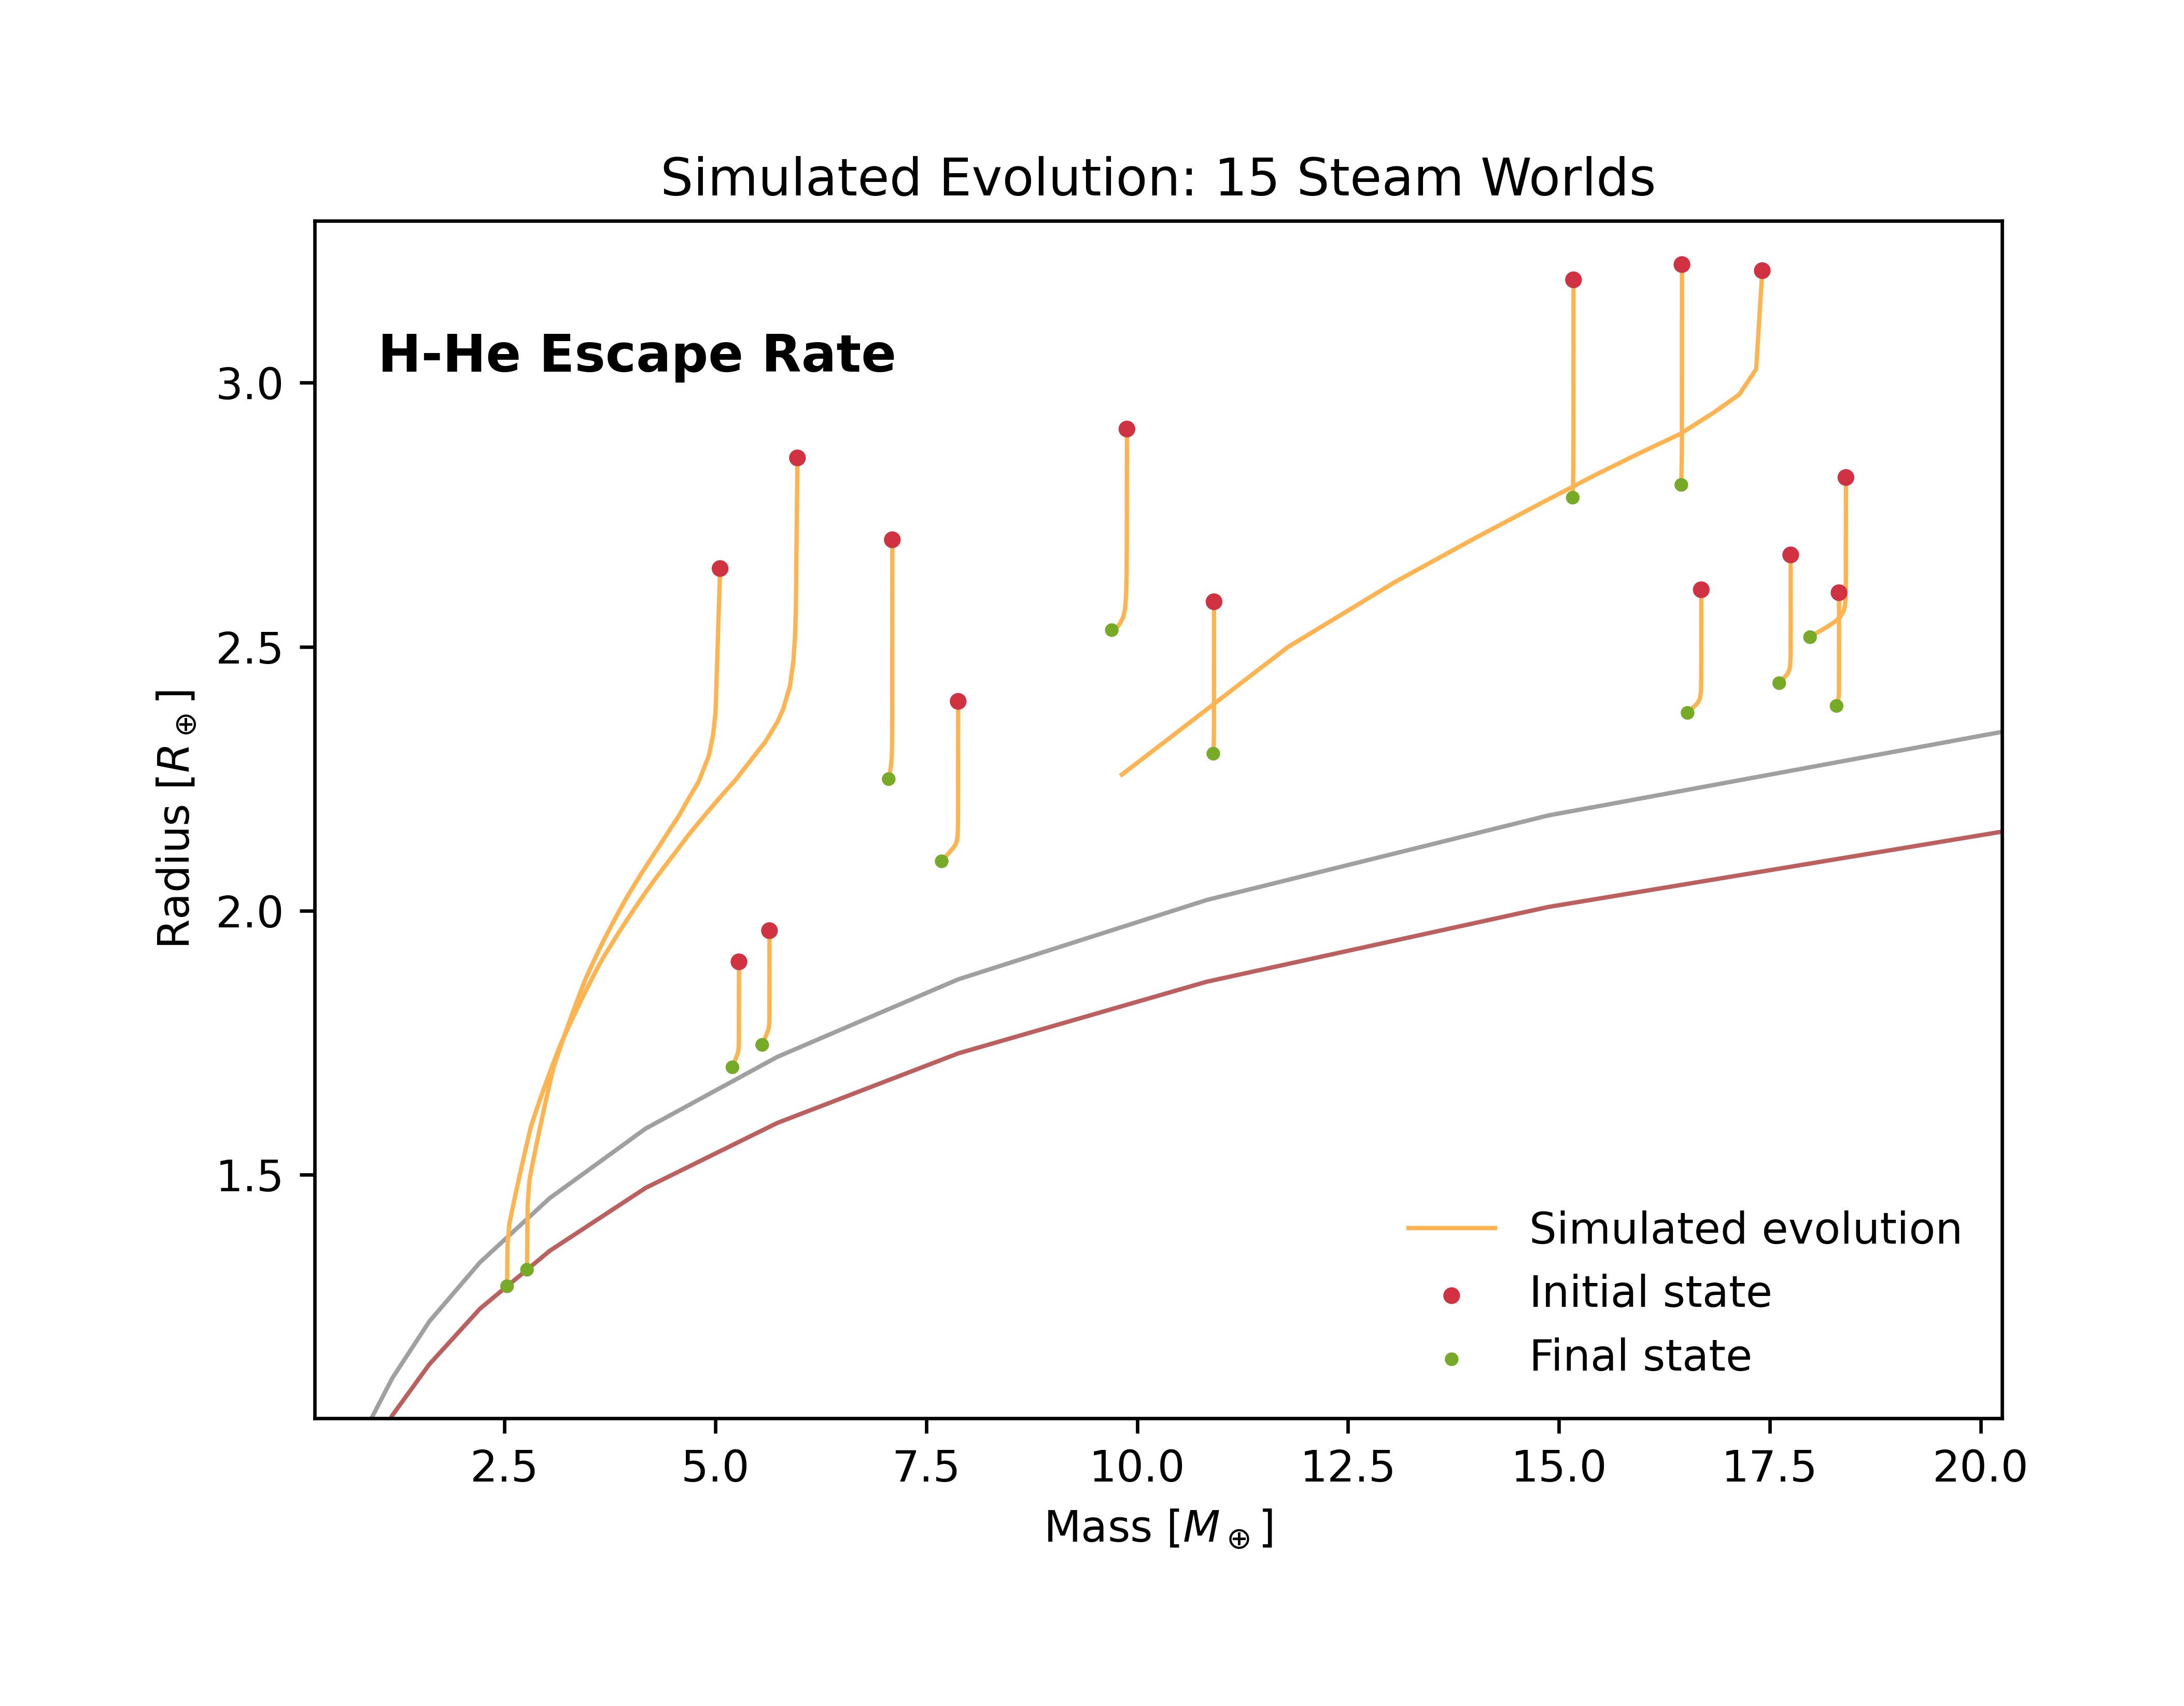 Simulated Evolution: 15 Steam Worlds
H-He Escape Rate
Radius [R⊕]
3.0
2.5
2.0
1.5
Simulated evolution
Initial state
Final state
2.5 5.0 7.5 10.0 12.5 15.0 17.5 20.0
Mass [M⊕]